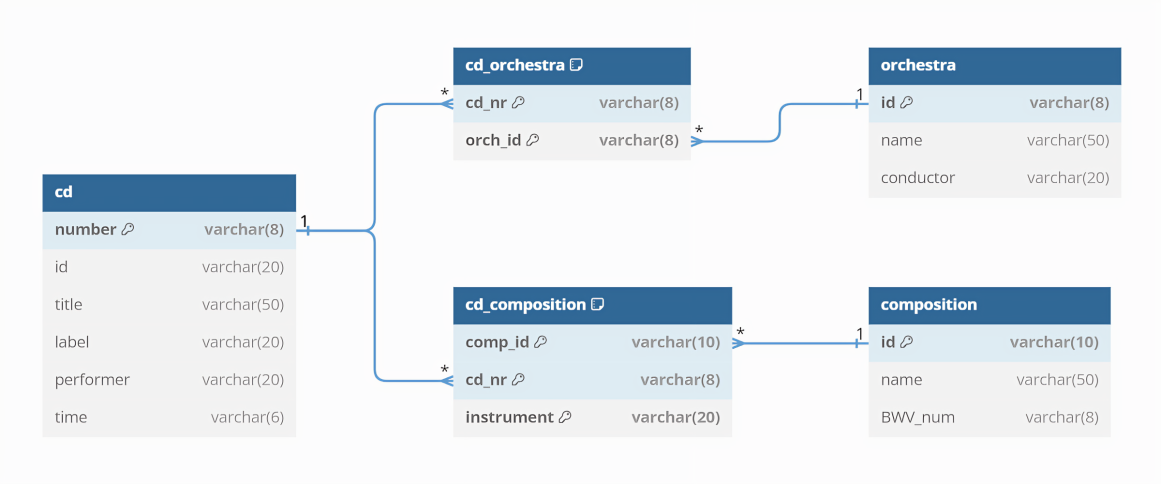 cd_orchestra
cd_nr varchar(8)
orch_id varchar(8)
orchestra
id varchar(8)
name varchar(50)
conductor varchar(20)
cd
number varchar(8)
id varchar(20)
title varchar(50)
label varchar(20)
performer varchar(20)
time varchar(6)
cd_composition
comp_id varchar(10)
cd_nr varchar(8)
instrument varchar(20)
composition
id varchar(10)
name varchar(50)
BWV_num varchar(8)
1
*
*
*
1
*
1